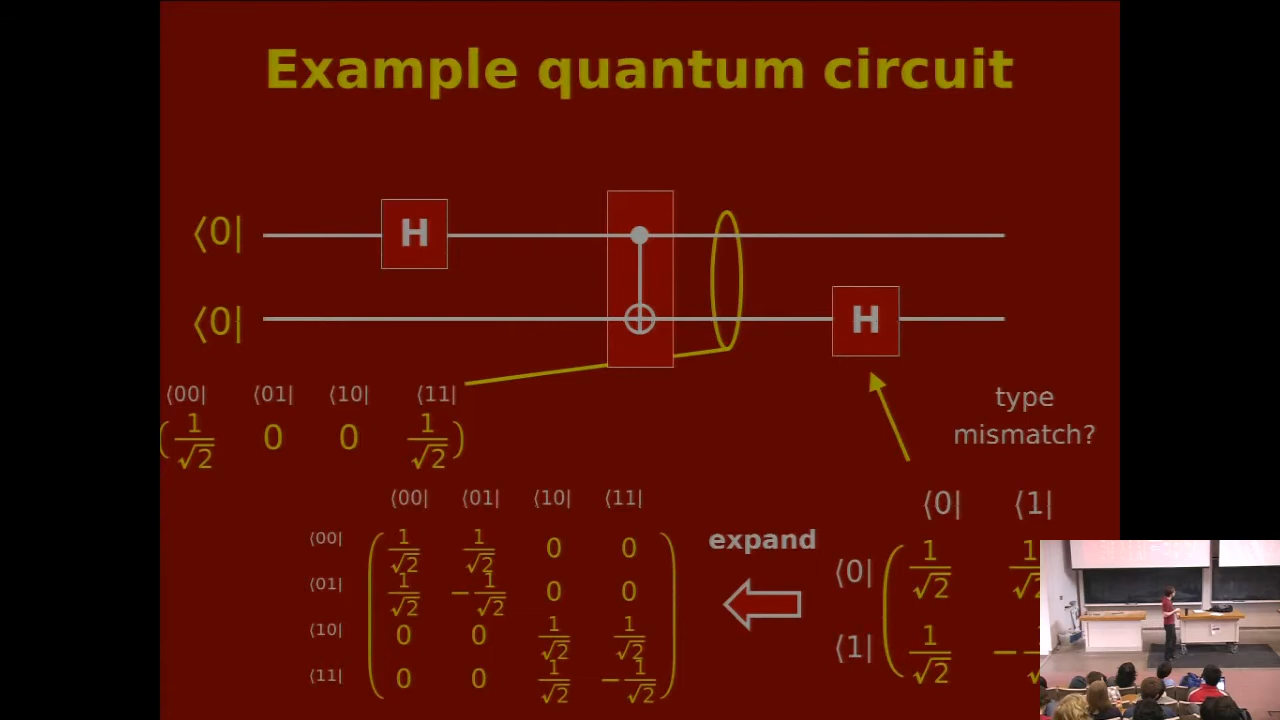 Example quantum circuit
⟨0| H
⟨0| H
⟨00| ⟨01| ⟨10| ⟨11|
(1/√2 0 0 1/√2)
type
mismatch?
⟨00| ⟨01| ⟨10| ⟨11|
⟨00| 1/√2 1/√2 0 0
⟨01| 1/√2 −1/√2 0 0
⟨10| 0 0 1/√2 1/√2
⟨11| 0 0 1/√2 −1/√2
expand
⟨0| ⟨1|
⟨0| 1/√2 1
⟨1| 1/√2 −